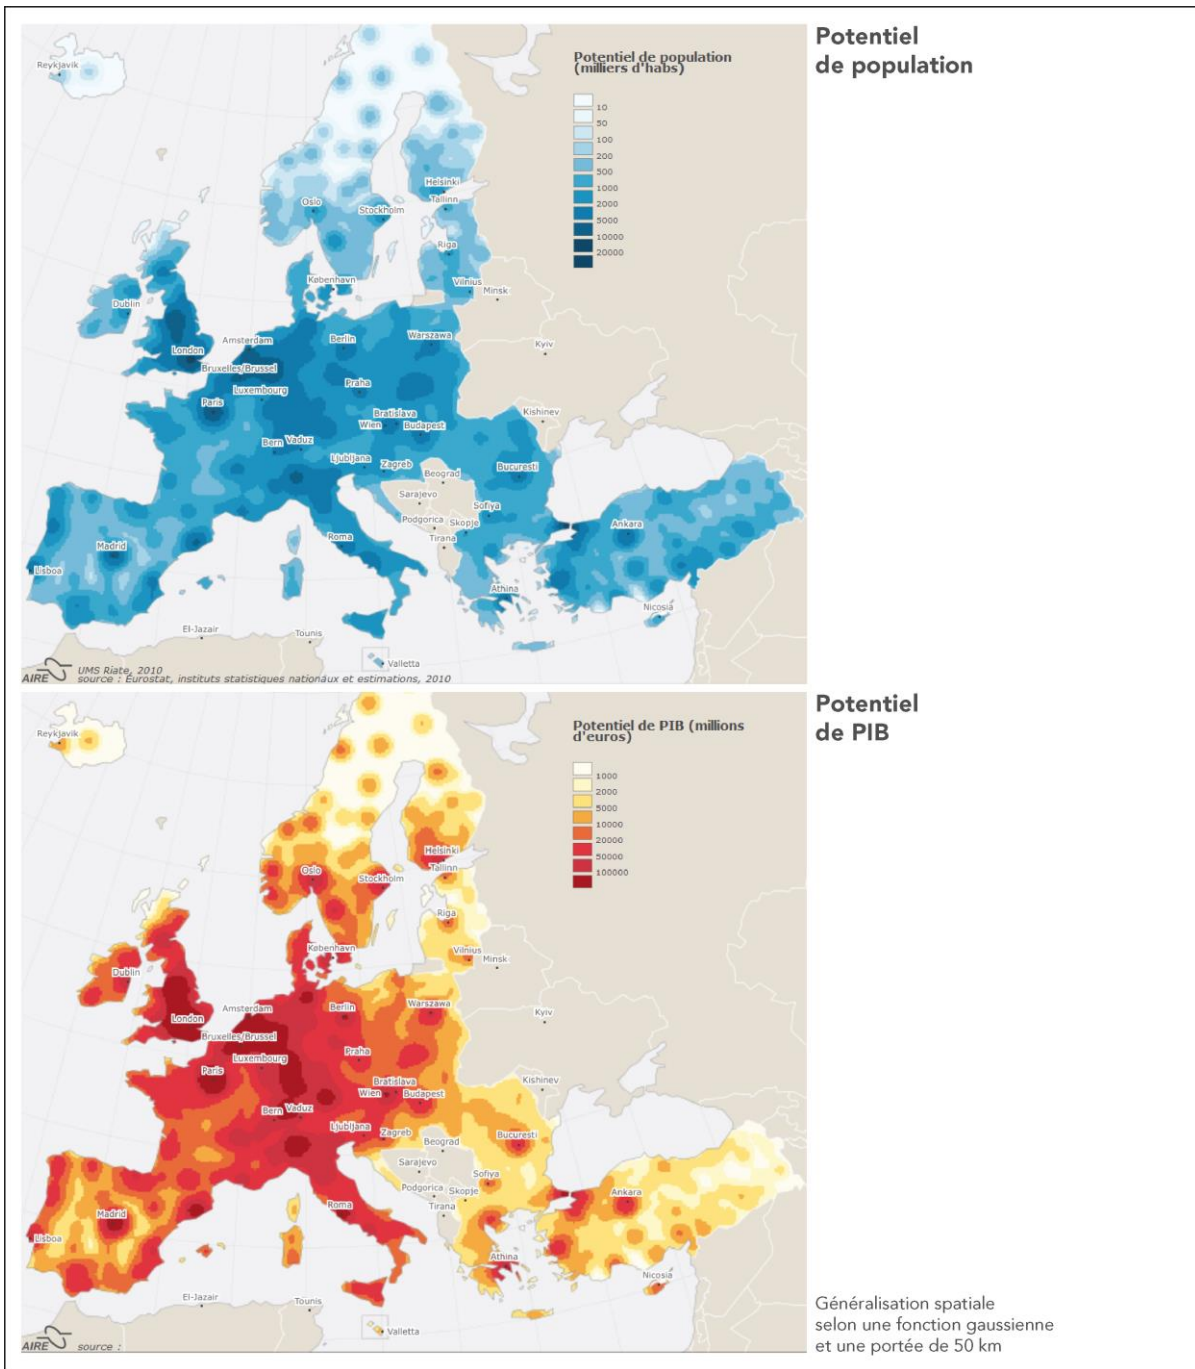 Potentiel
de population
Potentiel de population
(milliers d'habs)
10
50
100
200
500
1000
2000
5000
10000
20000
Reykjavik
Helsinki
Tallinn
Oslo
Stockholm
Riga
København
Vilnius
Minsk
Dublin
Amsterdam
Berlin
Warszawa
London
Kyiv
Bruxelles/Brussel
Luxembourg
Praha
Paris
Bratislava
Kishinev
Wien
Budapest
Bern
Vaduz
Ljubljana
Zagreb
Bucuresti
Beograd
Sarajevo
Sofiya
Podgorica
Skopje
Ankara
Roma
Tirana
Madrid
Lisboa
Athina
Nicosia
El-Jazair
Tounis
Valletta
AIRE
UMS Riate, 2010
source : Eurostat, instituts statistiques nationaux et estimations, 2010
Potentiel
de PIB
Potentiel de PIB (millions
d'euros)
1000
2000
5000
10000
20000
50000
100000
Reykjavik
Helsinki
Tallinn
Oslo
Stockholm
Riga
København
Vilnius
Minsk
Dublin
Amsterdam
Berlin
Warszawa
London
Kyiv
Bruxelles/Brussel
Luxembourg
Praha
Paris
Bratislava
Kishinev
Wien
Budapest
Bern
Vaduz
Ljubljana
Zagreb
Bucuresti
Beograd
Sarajevo
Sofiya
Podgorica
Skopje
Ankara
Roma
Tirana
Madrid
Lisboa
Athina
Nicosia
El-Jazair
Tounis
Valletta
AIRE
source :
Généralisation spatiale
selon une fonction gaussienne
et une portée de 50 km